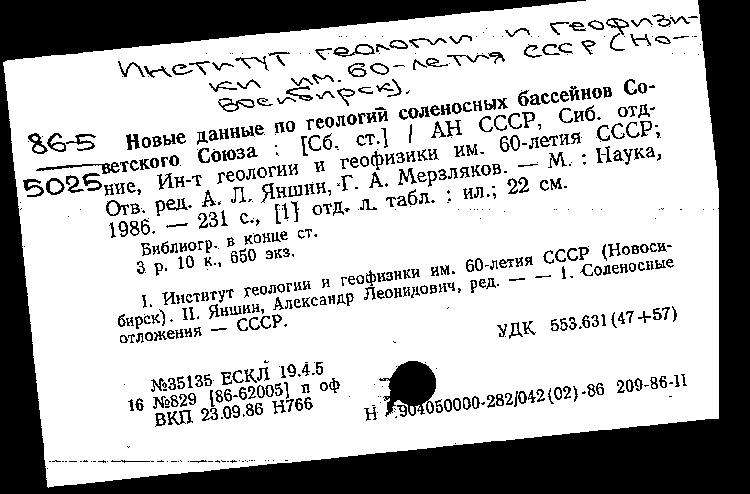 Институт геологии и геофизи-
ки им. 60-летия СССР (Но-
восибирск).
86-5
5025
Новые данные по геологии соленосных бассейнов Со-
ветского Союза : [Сб. ст.] / АН СССР, Сиб. отд-
ние, Ин-т геологии и геофизики им. 60-летия СССР;
Отв. ред. А. Л. Яншин, Г. А. Мерзляков. — М. : Наука,
1986. — 231 с., [1] отд. л. табл. : ил.; 22 см.
Библиогр. в конце ст.
3 р. 10 к., 650 экз.
I. Институт геологии и геофизики им. 60-летия СССР (Новоси-
бирск). II. Яншин, Александр Леонидович, ред. — — 1. Соленосные
отложения — СССР.
УДК 553.631(47+57)
№35135 ЕСКЛ 19.4.5
16 №829 [86-62005] п оф
ВКП 23.09.86 Н766
Н 904050000-282/042(02)-86 209-86-II